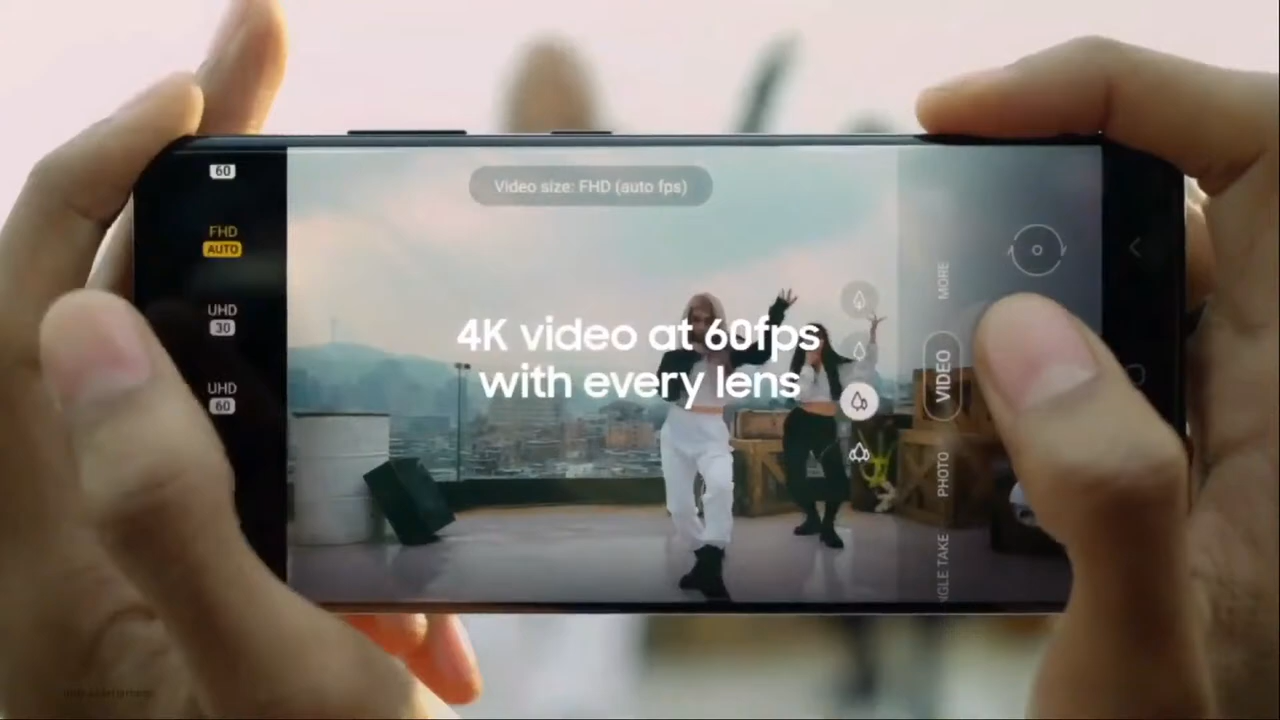 60
FHD
AUTO
UHD
30
UHD
60
Video size: FHD (auto fps)
4K video at 60fps
with every lens
MORE
VIDEO
PHOTO
NGLE TAKE